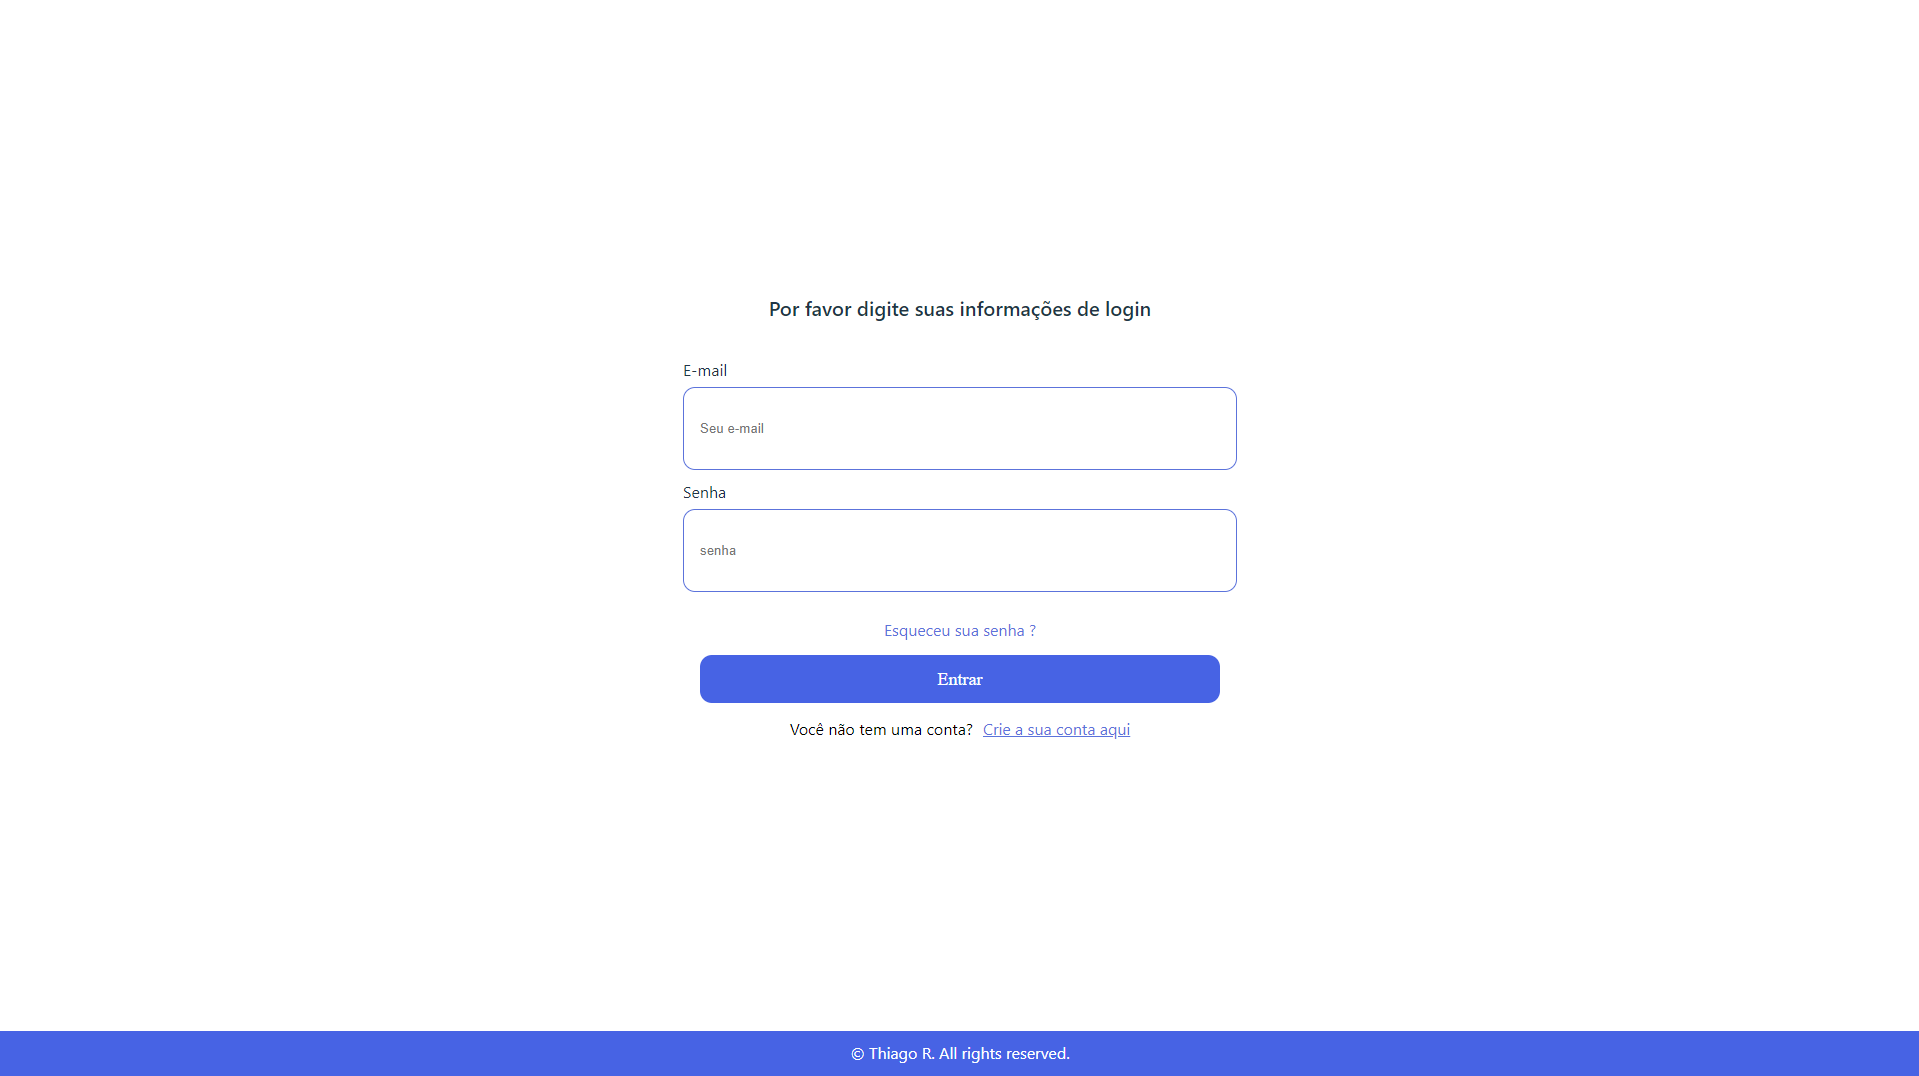 Por favor digite suas informações de login
E-mail
Seu e-mail
Senha
senha
Esqueceu sua senha ?
Entrar
Você não tem uma conta? Crie a sua conta aqui
© Thiago R. All rights reserved.